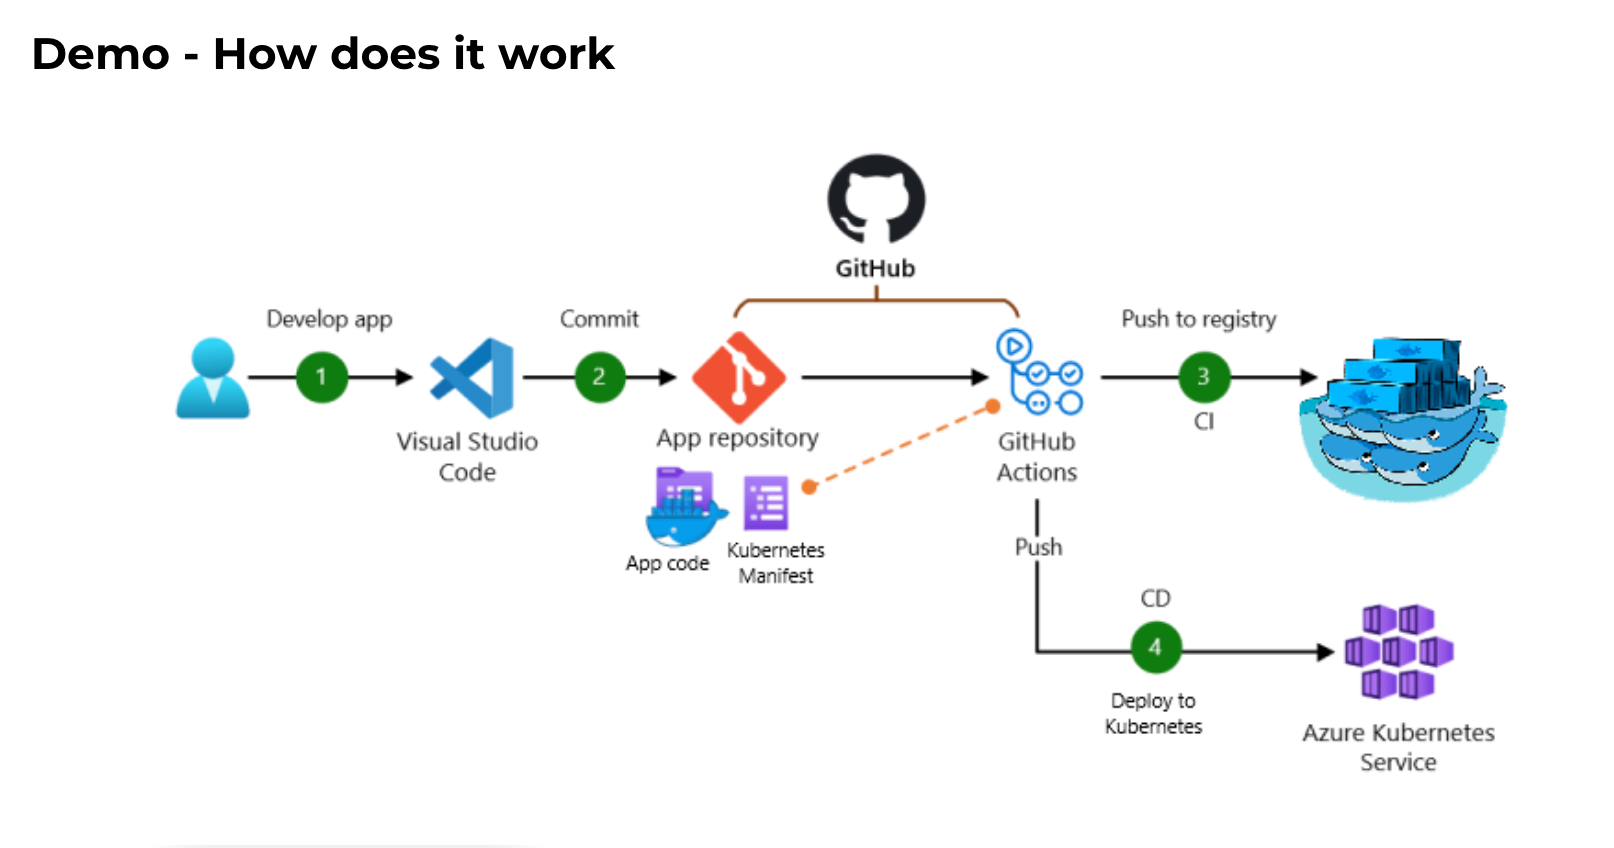 Demo - How does it work
GitHub
Develop app
Commit
Push to registry
1
2
3
CI
Visual Studio
Code
App repository
GitHub
Actions
App code
Kubernetes
Manifest
Push
CD
4
Deploy to
Kubernetes
Azure Kubernetes
Service